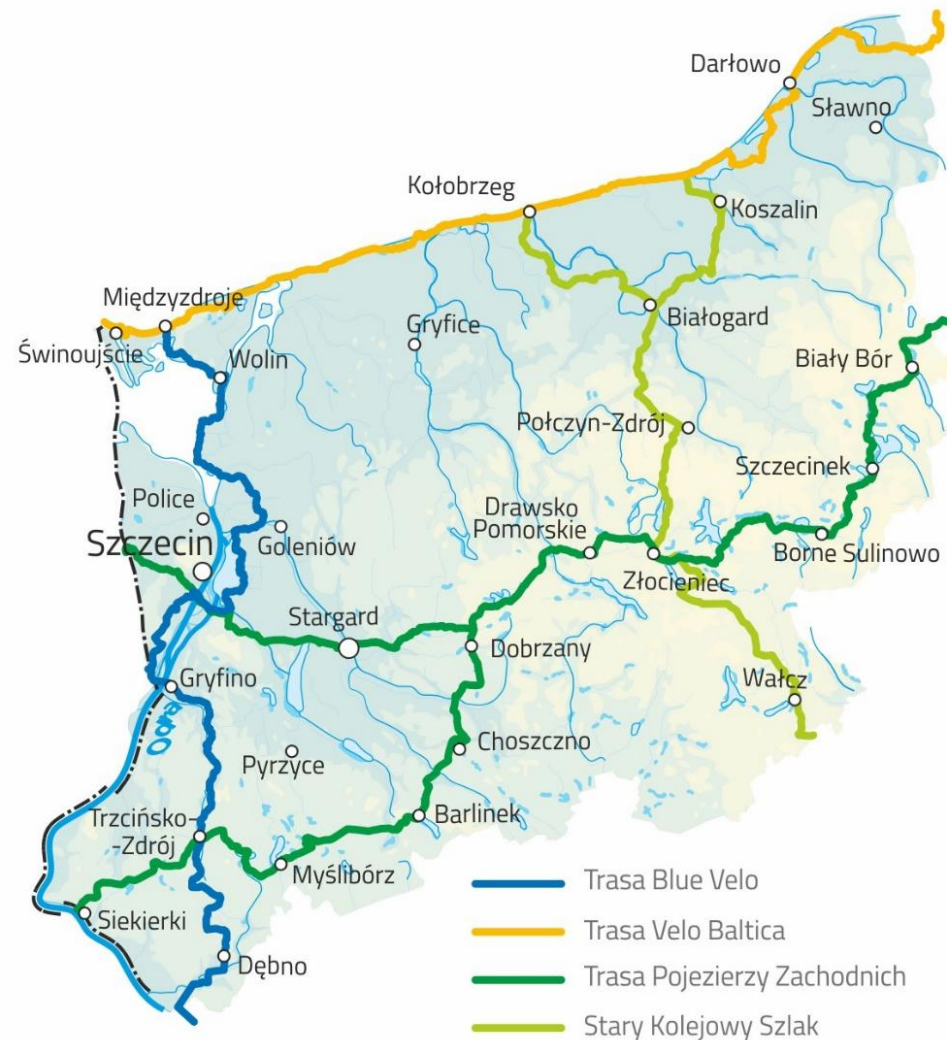 Darłowo
Sławno
Kołobrzeg
Koszalin
Międzyzdroje
Świnoujście
Wolin
Gryfice
Białogard
Biały Bór
Połczyn-Zdrój
Szczecinek
Police
Szczecin
Goleniów
Drawsko
Pomorskie
Borne Sulinowo
Złocieniec
Stargard
Dobrzany
Gryfino
Wałcz
Odra
Pyrzyce
Choszczno
Trzcińsko-
-Zdrój
Barlinek
Myślibórz
Siekierki
Dębno
Trasa Blue Velo
Trasa Velo Baltica
Trasa Pojezierzy Zachodnich
Stary Kolejowy Szlak